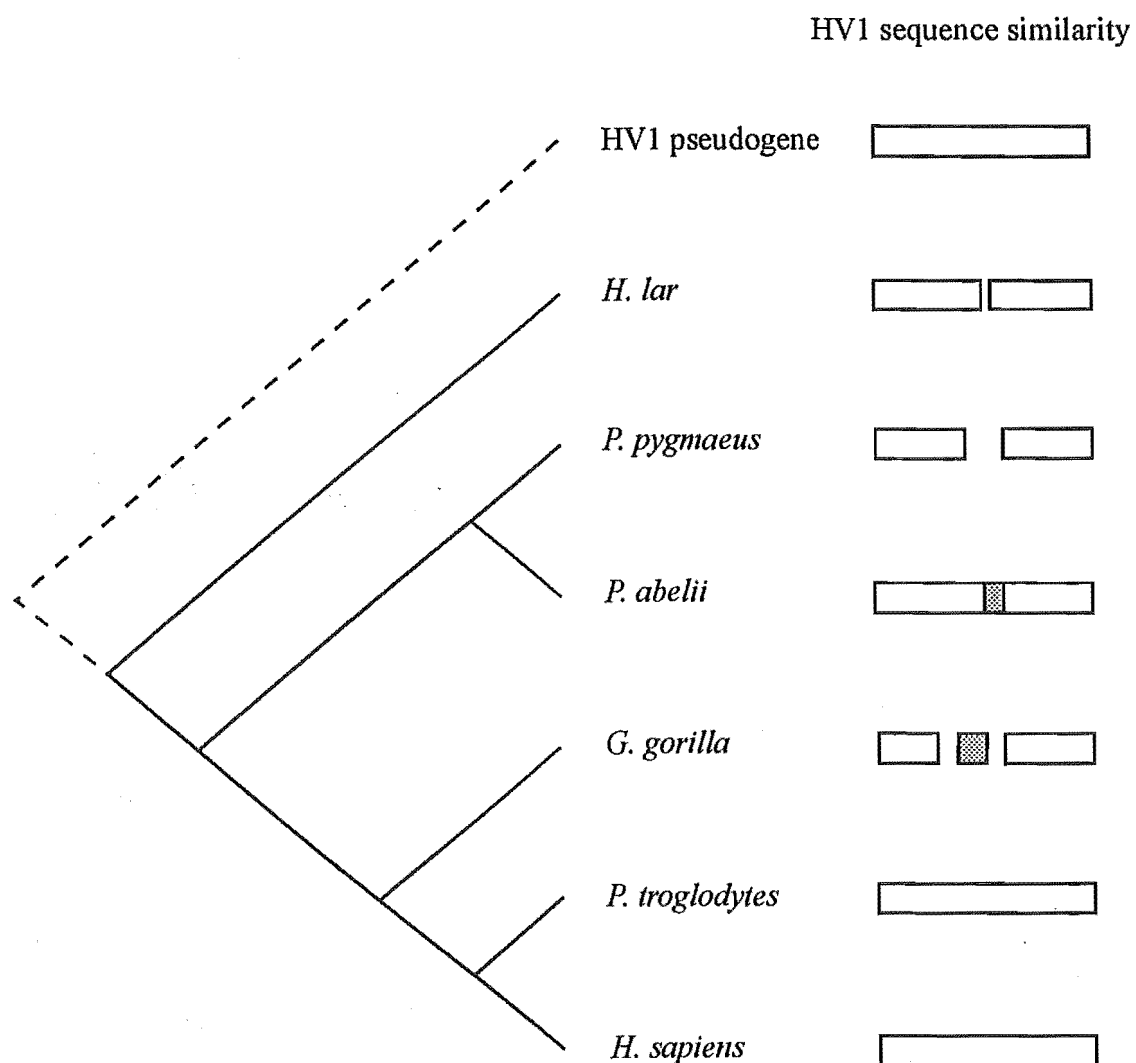 HV1 sequence similarity
HV1 pseudogene
H. lar
P. pygmaeus
P. abelii
G. gorilla
P. troglodytes
H. sapiens